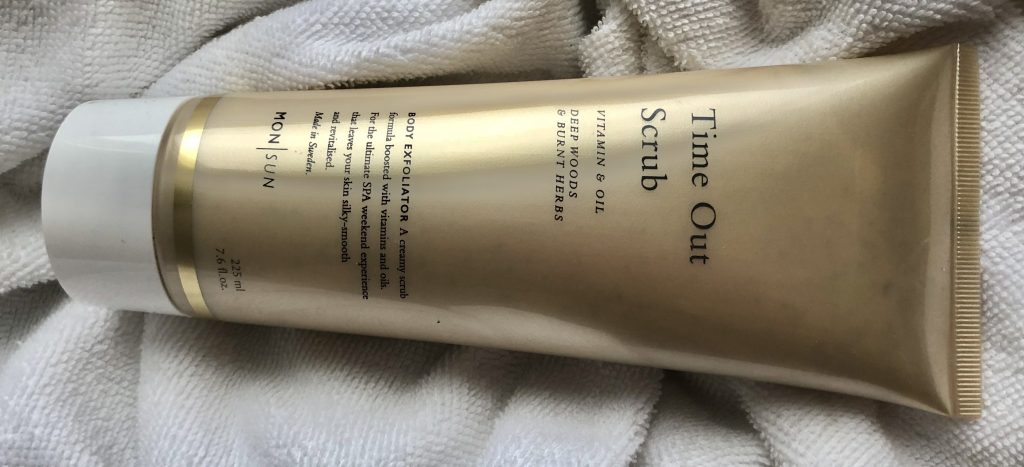 Time Out
Scrub
VITAMIN & OIL
DEEP WOODS
& BURNT HERBS
BODY EXFOLIATOR A creamy scrub
formula boosted with vitamins and oils.
For the ultimate SPA weekend experience
that leaves your skin silky-smooth
and revitalised.
Made in Sweden.
MON|SUN
225 ml
7.6 fl.oz.